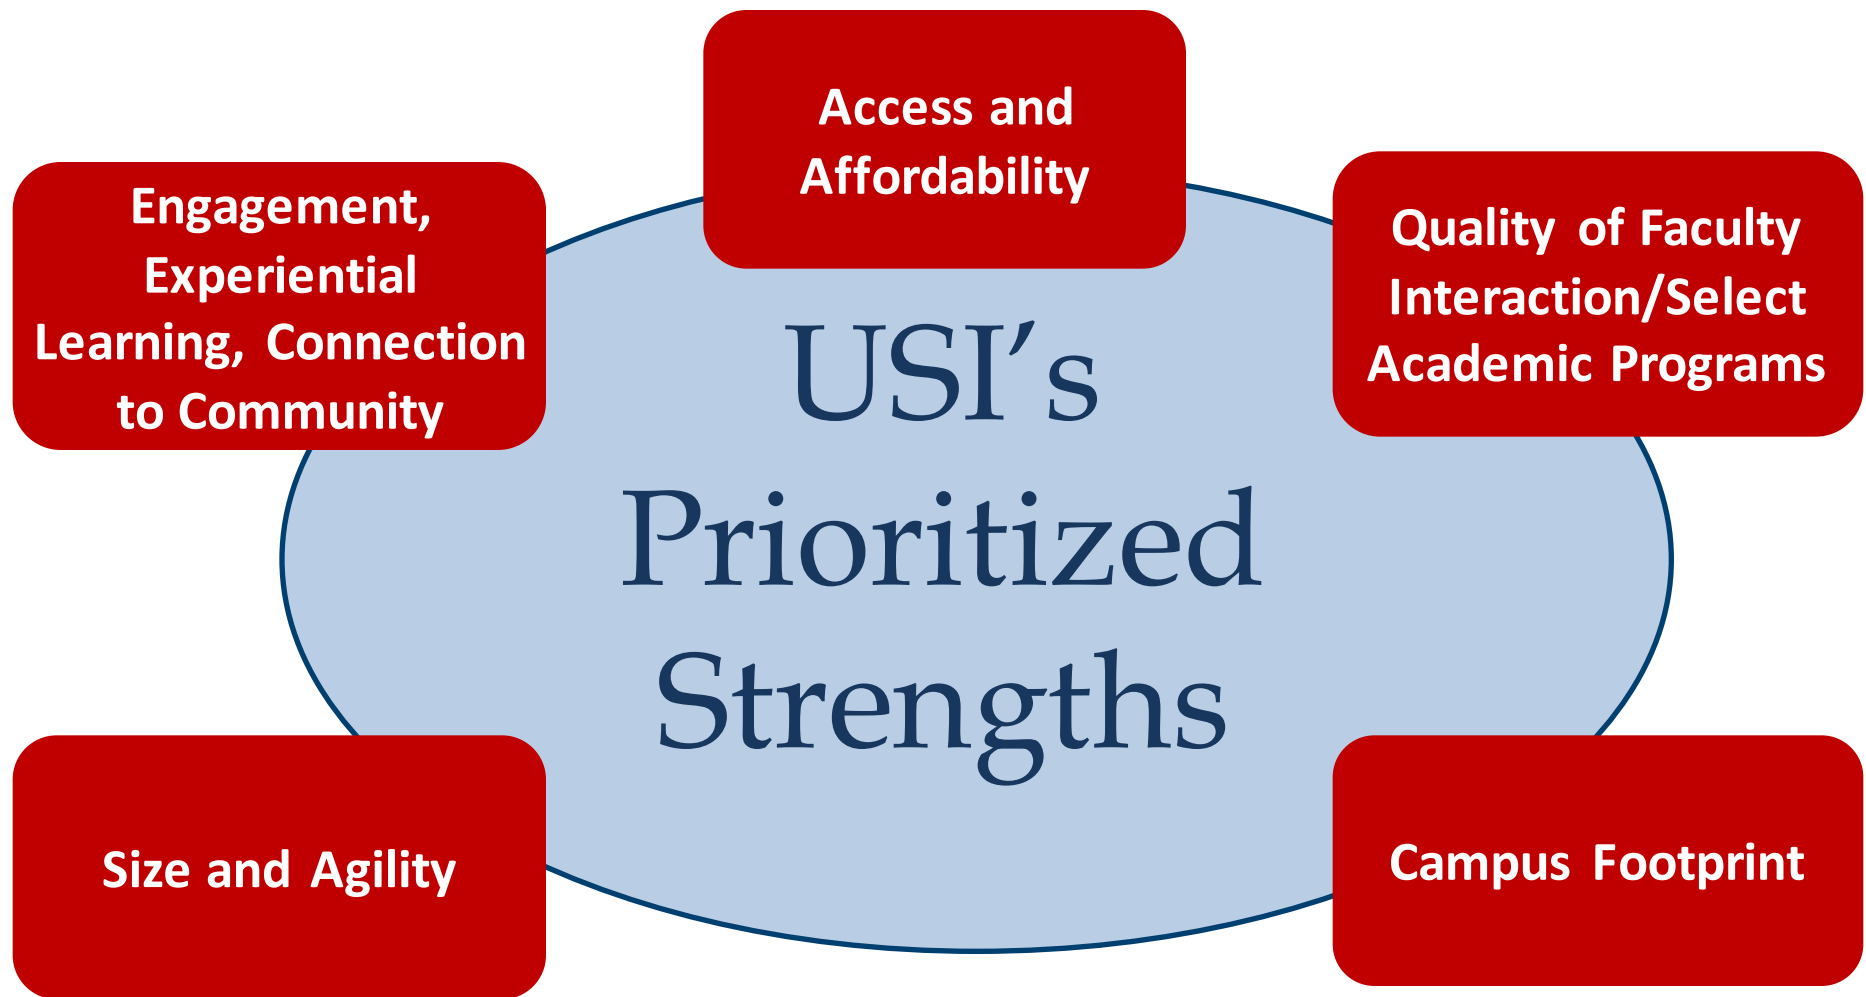 Access and
Affordability
Engagement,
Experiential
Learning, Connection
to Community
Quality of Faculty
Interaction/Select
Academic Programs
USI’s
Prioritized
Strengths
Size and Agility
Campus Footprint